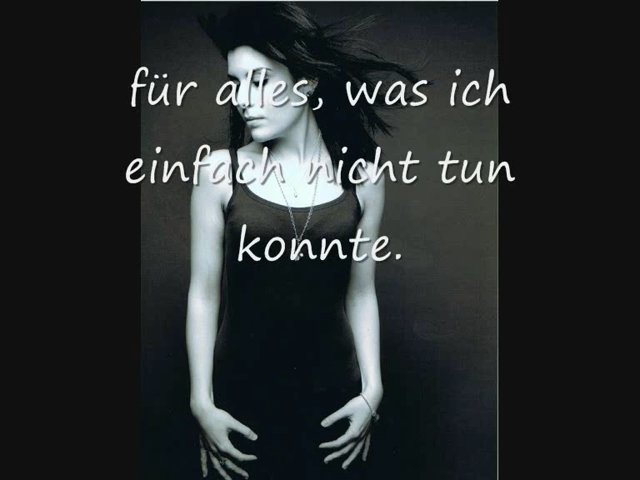 für alles, was ich
einfach nicht tun
konnte.